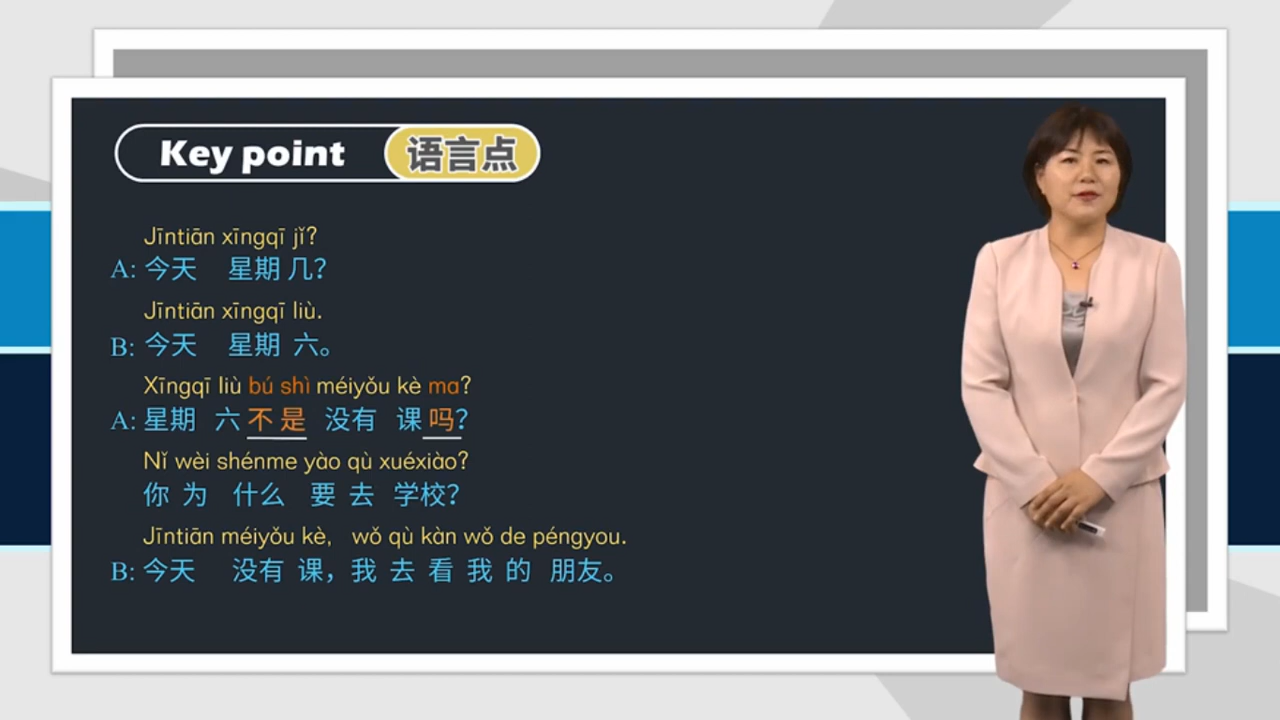 Key point 语言点
Jīntiān xīngqī jǐ?
A: 今天 星期 几？
Jīntiān xīngqī liù.
B: 今天 星期 六。
Xīngqī liù bú shì méiyǒu kè ma?
A: 星期 六 不 是 没有 课 吗？
Nǐ wèi shénme yào qù xuéxiào?
你 为 什么 要 去 学校？
Jīntiān méiyǒu kè, wǒ qù kàn wǒ de péngyou.
B: 今天 没有 课，我 去 看 我 的 朋友。